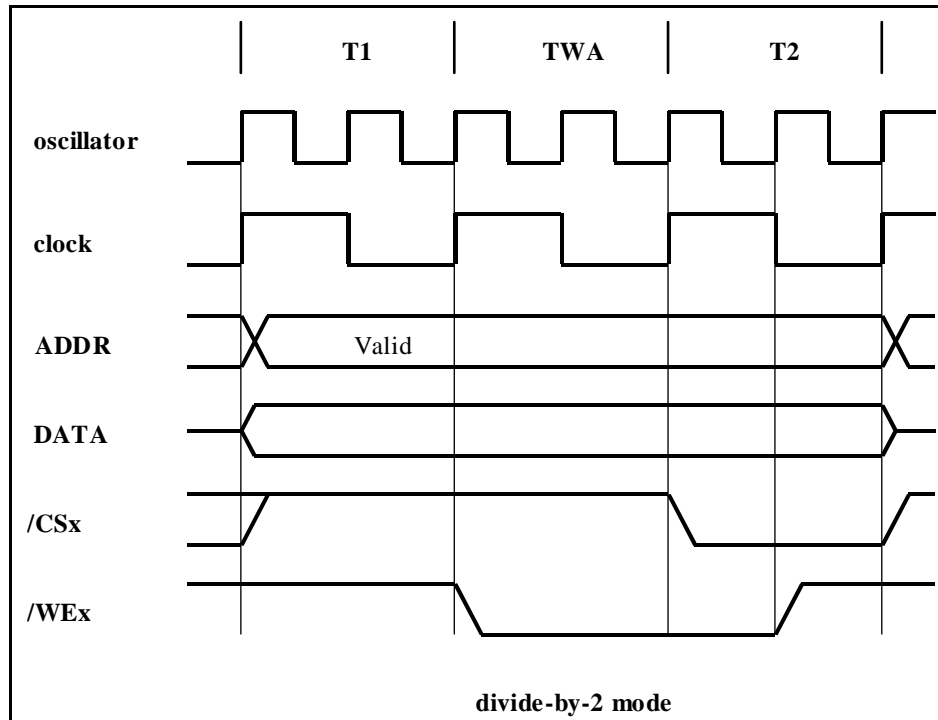 T1 TWA T2
oscillator
clock
ADDR Valid
DATA
/CSx
/WEx
divide-by-2 mode